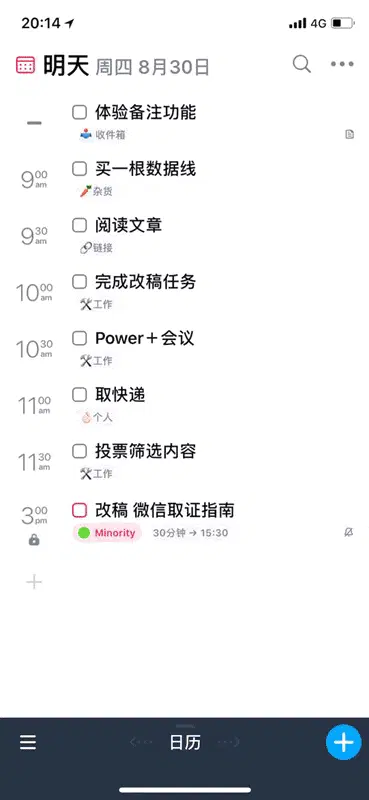 20:14 4G
明天 周四 8月30日
体验备注功能
收件箱
9 00 am 买一根数据线
杂货
9 30 am 阅读文章
链接
10 00 am 完成改稿任务
工作
10 30 am Power+会议
工作
11 00 am 取快递
个人
11 30 am 投票筛选内容
工作
3 00 pm 改稿 微信取证指南
Minority 30分钟 → 15:30
日历